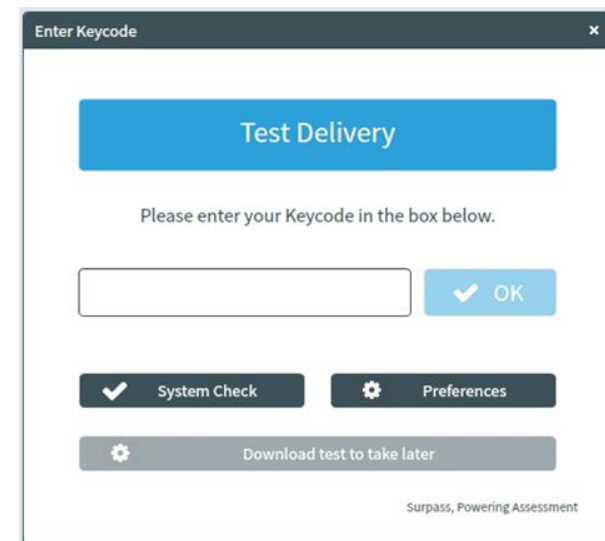 Enter Keycode ×
Test Delivery
Please enter your Keycode in the box below.
OK
System Check Preferences
Download test to take later
Surpass, Powering Assessment